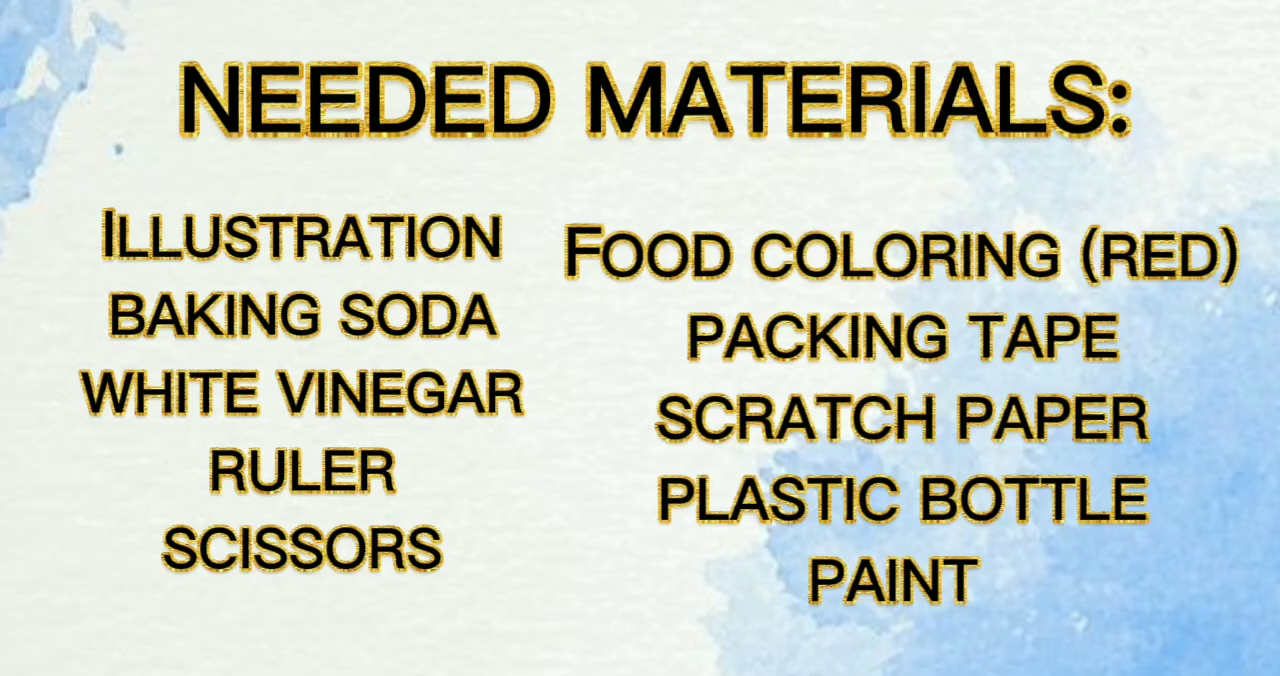 NEEDED MATERIALS:
ILLUSTRATION
BAKING SODA
WHITE VINEGAR
RULER
SCISSORS
FOOD COLORING (RED)
PACKING TAPE
SCRATCH PAPER
PLASTIC BOTTLE
PAINT